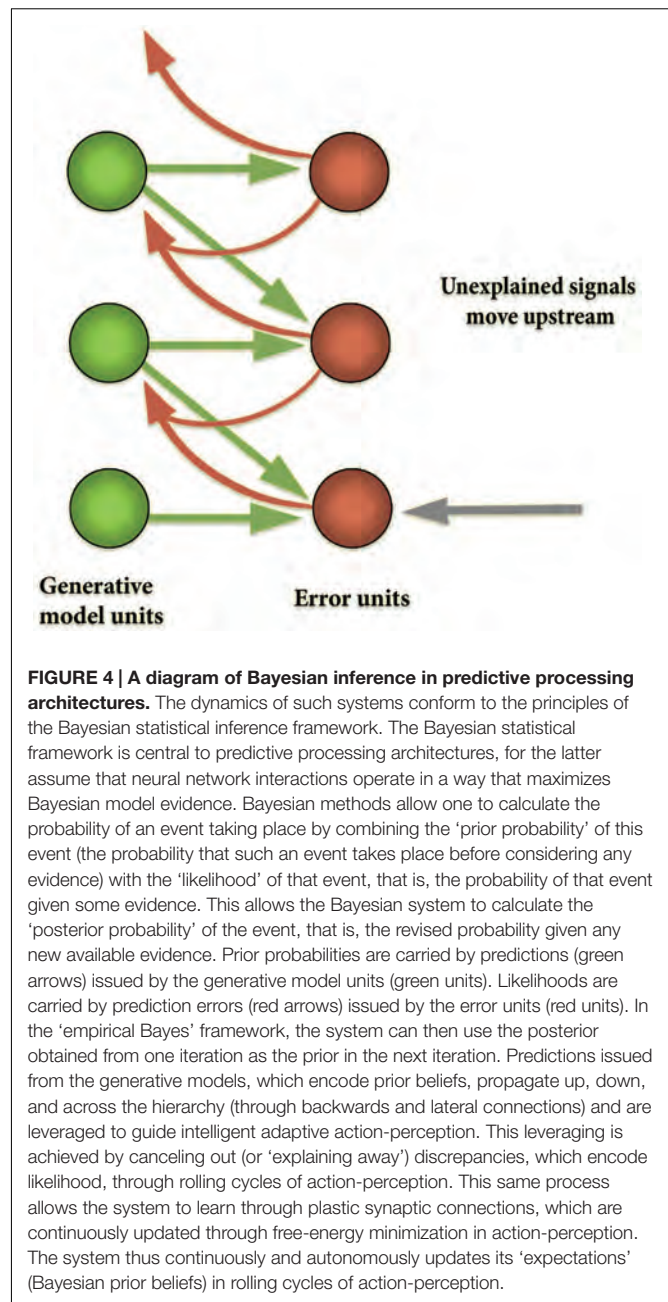 Unexplained signals
move upstream
Generative
model units
Error units
FIGURE 4 | A diagram of Bayesian inference in predictive processing
architectures. The dynamics of such systems conform to the principles of
the Bayesian statistical inference framework. The Bayesian statistical
framework is central to predictive processing architectures, for the latter
assume that neural network interactions operate in a way that maximizes
Bayesian model evidence. Bayesian methods allow one to calculate the
probability of an event taking place by combining the ‘prior probability’ of this
event (the probability that such an event takes place before considering any
evidence) with the ‘likelihood’ of that event, that is, the probability of that event
given some evidence. This allows the Bayesian system to calculate the
‘posterior probability’ of the event, that is, the revised probability given any
new available evidence. Prior probabilities are carried by predictions (green
arrows) issued by the generative model units (green units). Likelihoods are
carried by prediction errors (red arrows) issued by the error units (red units). In
the ‘empirical Bayes’ framework, the system can then use the posterior
obtained from one iteration as the prior in the next iteration. Predictions issued
from the generative models, which encode prior beliefs, propagate up, down,
and across the hierarchy (through backwards and lateral connections) and are
leveraged to guide intelligent adaptive action-perception. This leveraging is
achieved by canceling out (or ‘explaining away’) discrepancies, which encode
likelihood, through rolling cycles of action-perception. This same process
allows the system to learn through plastic synaptic connections, which are
continuously updated through free-energy minimization in action-perception.
The system thus continuously and autonomously updates its ‘expectations’
(Bayesian prior beliefs) in rolling cycles of action-perception.